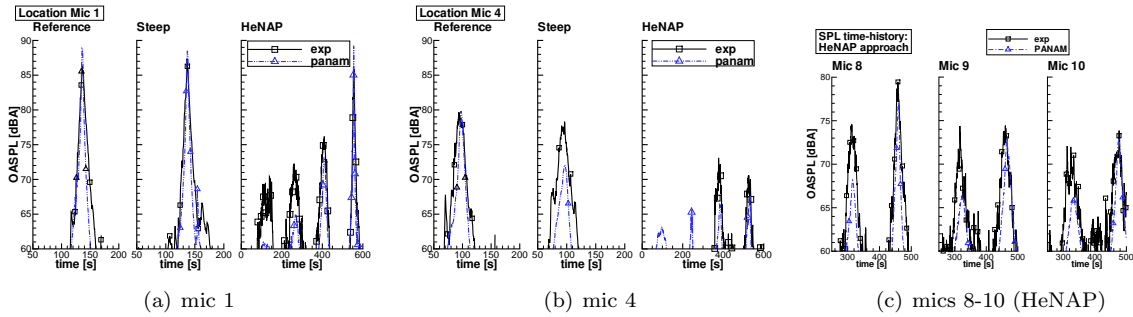 Location Mic 1
Reference Steep HeNAP
exp
panam
OASPL [dBA]
90
85
80
75
70
65
60
50 100 150 200
time [s]
50 100 150 200
time [s]
0 200 400 600
time [s]
(a) mic 1
Location Mic 4
Reference Steep HeNAP
exp
panam
OASPL [dBA]
90
85
80
75
70
65
60
50 100 150 200
time [s]
50 100 150 200
time [s]
0 200 400 600
time [s]
(b) mic 4
SPL time-history:
HeNAP approach
exp
PANAM
Mic 8 Mic 9 Mic 10
OASPL [dBA]
80
75
70
65
60
300 400 500
time [s]
300 400 500
time [s]
300 400 500
time [s]
(c) mics 8-10 (HeNAP)